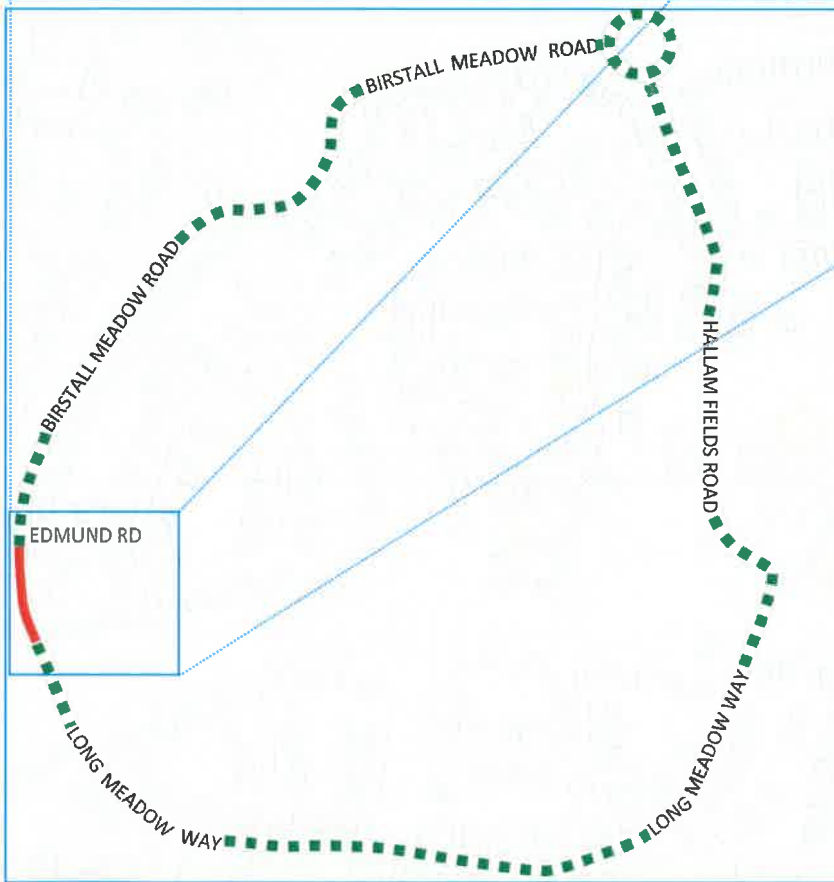 BIRSTALL MEADOW ROAD
BIRSTALL MEADOW ROAD
HALLAM FIELDS ROAD
EDMUND RD
LONG MEADOW WAY
LONG MEADOW WAY